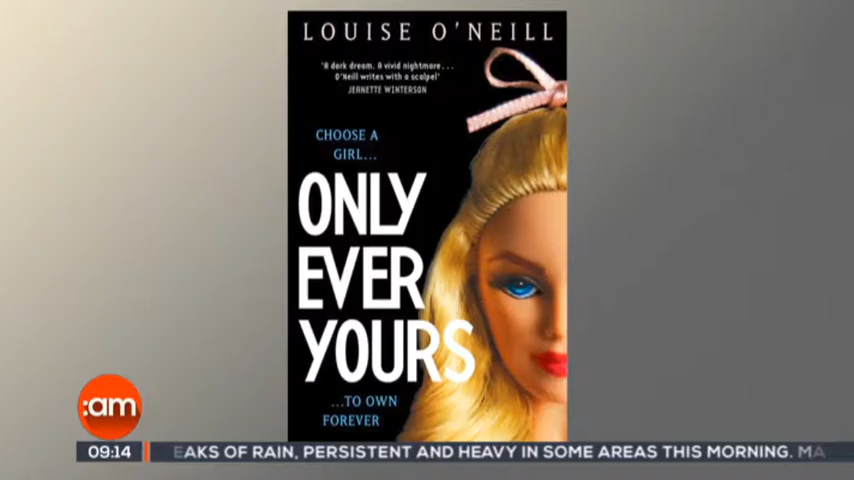 LOUISE O'NEILL
'A dark dream. A vivid nightmare...
O'Neill writes with a scalpel'
JEANETTE WINTERSON
CHOOSE A
GIRL...
ONLY
EVER
YOURS
...TO OWN
FOREVER
:am
09:14
EAKS OF RAIN, PERSISTENT AND HEAVY IN SOME AREAS THIS MORNING. MA